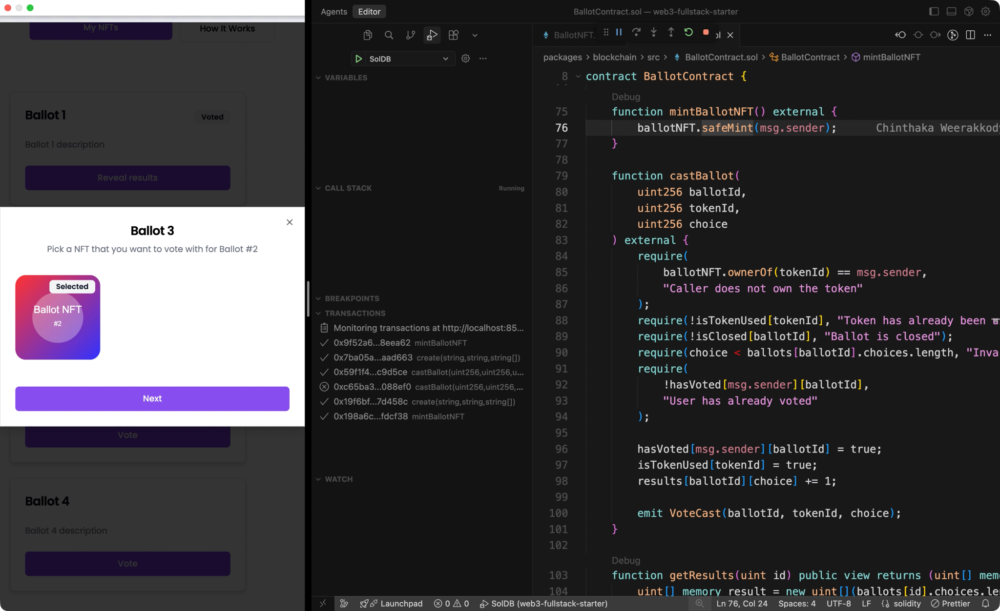 My NFTs
How It Works
Ballot 1
Voted
Ballot 1 description
Reveal results
Ballot 3
Pick a NFT that you want to vote with for Ballot #2
Selected
Ballot NFT
#2
Next
Vote
Ballot 4
Ballot 4 description
Vote
Agents
Editor
BallotContract.sol — web3-fullstack-starter
SolDB
VARIABLES
CALL STACK
Running
BREAKPOINTS
TRANSACTIONS
Monitoring transactions at http://localhost:85...
0x9f52a6...8eea62 mintBallotNFT
0x7ba05a...aad663 create(string,string,string[])
0x59f1f4...c9d5ce castBallot(uint256,uint256,u...
0xc65ba3...088ef0 castBallot(uint256,uint256,...
0x19f6bf...7d458c create(string,string,string[])
0x198a6c...fdcf38 mintBallotNFT
WATCH
BallotNFT.
ol
packages > blockchain > src > BallotContract.sol > BallotContract > mintBallotNFT
8 contract BallotContract {
Debug
75 function mintBallotNFT() external {
76 ballotNFT.safeMint(msg.sender); Chinthaka Weerakkody
77 }
78
79 function castBallot(
80 uint256 ballotId,
81 uint256 tokenId,
82 uint256 choice
83 ) external {
84 require(
85 ballotNFT.ownerOf(tokenId) == msg.sender,
86 "Caller does not own the token"
87 );
88 require(!isTokenUsed[tokenId], "Token has already been
89 require(!isClosed[ballotId], "Ballot is closed");
90 require(choice < ballots[ballotId].choices.length, "Inva
91 require(
92 !hasVoted[msg.sender][ballotId],
93 "User has already voted"
94 );
95
96 hasVoted[msg.sender][ballotId] = true;
97 isTokenUsed[tokenId] = true;
98 results[ballotId][choice] += 1;
99
100 emit VoteCast(ballotId, tokenId, choice);
101 }
102
Debug
103 function getResults(uint id) public view returns (uint[] mem
104 uint[] memory result = new uint[](ballots[id].choices.le
Launchpad
0
0
SolDB (web3-fullstack-starter)
Ln 76, Col 24
Spaces: 4
UTF-8
LF
solidity
Prettier